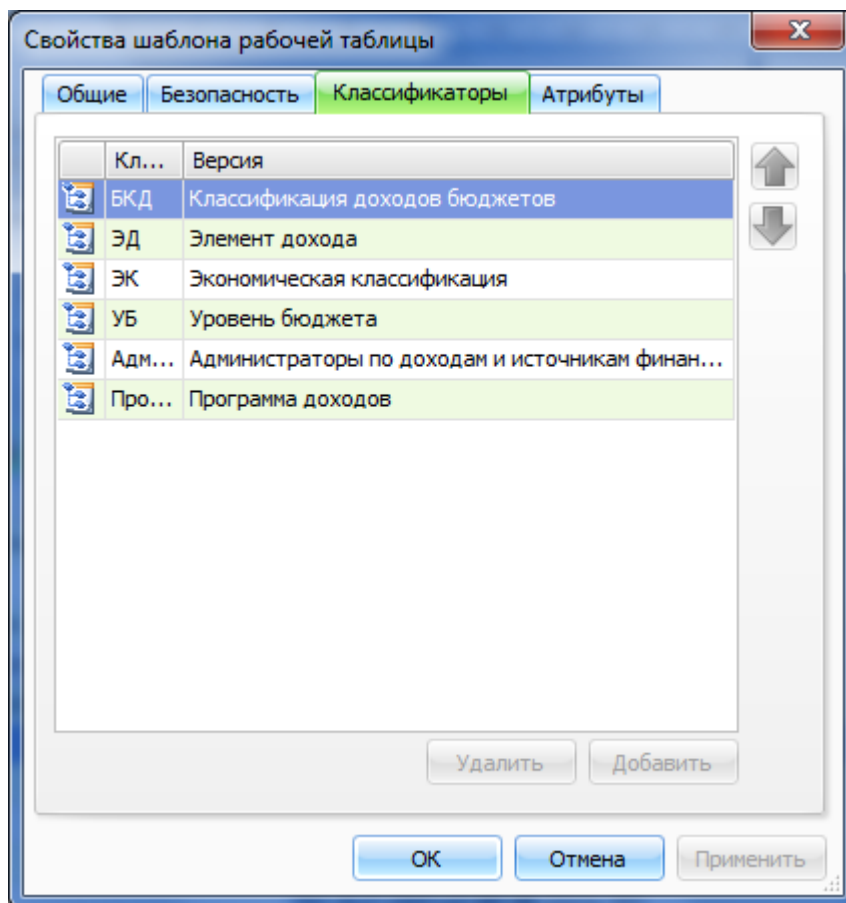 Свойства шаблона рабочей таблицы
Общие Безопасность Классификаторы Атрибуты
Кл... Версия
БКД Классификация доходов бюджетов
ЭД Элемент дохода
ЭК Экономическая классификация
УБ Уровень бюджета
Адм... Администраторы по доходам и источникам финан...
Про... Программа доходов
Удалить Добавить
ОК Отмена Применить